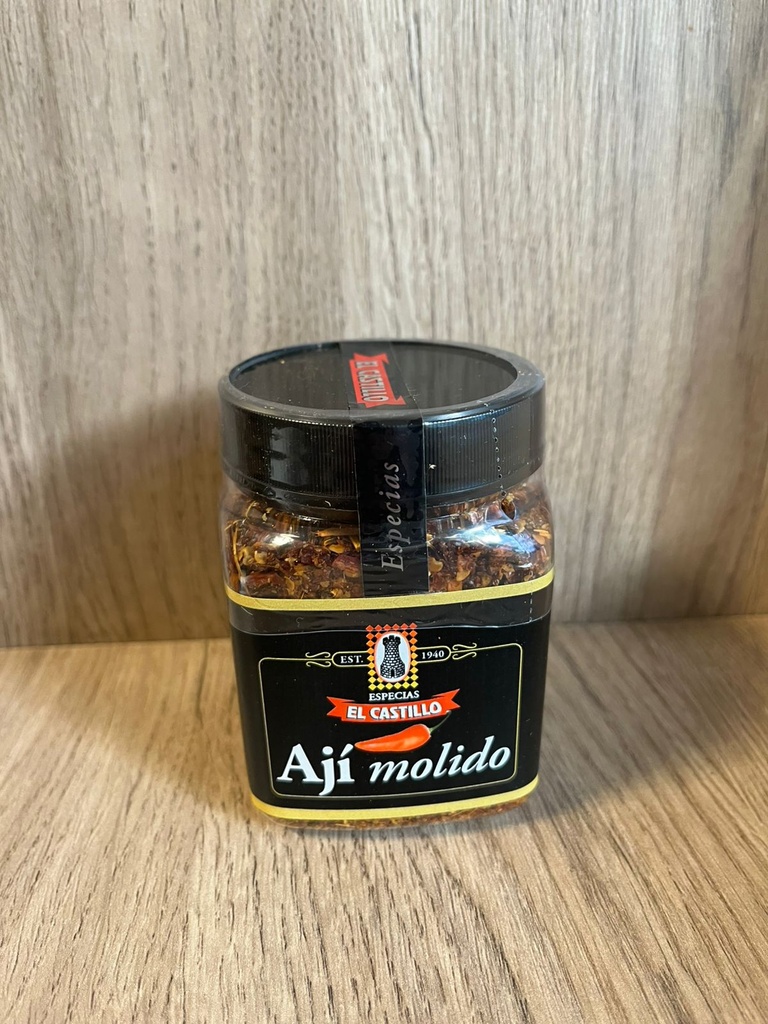 EL CASTILLO
Especias
EST. 1940
ESPECIAS
EL CASTILLO
Ají molido